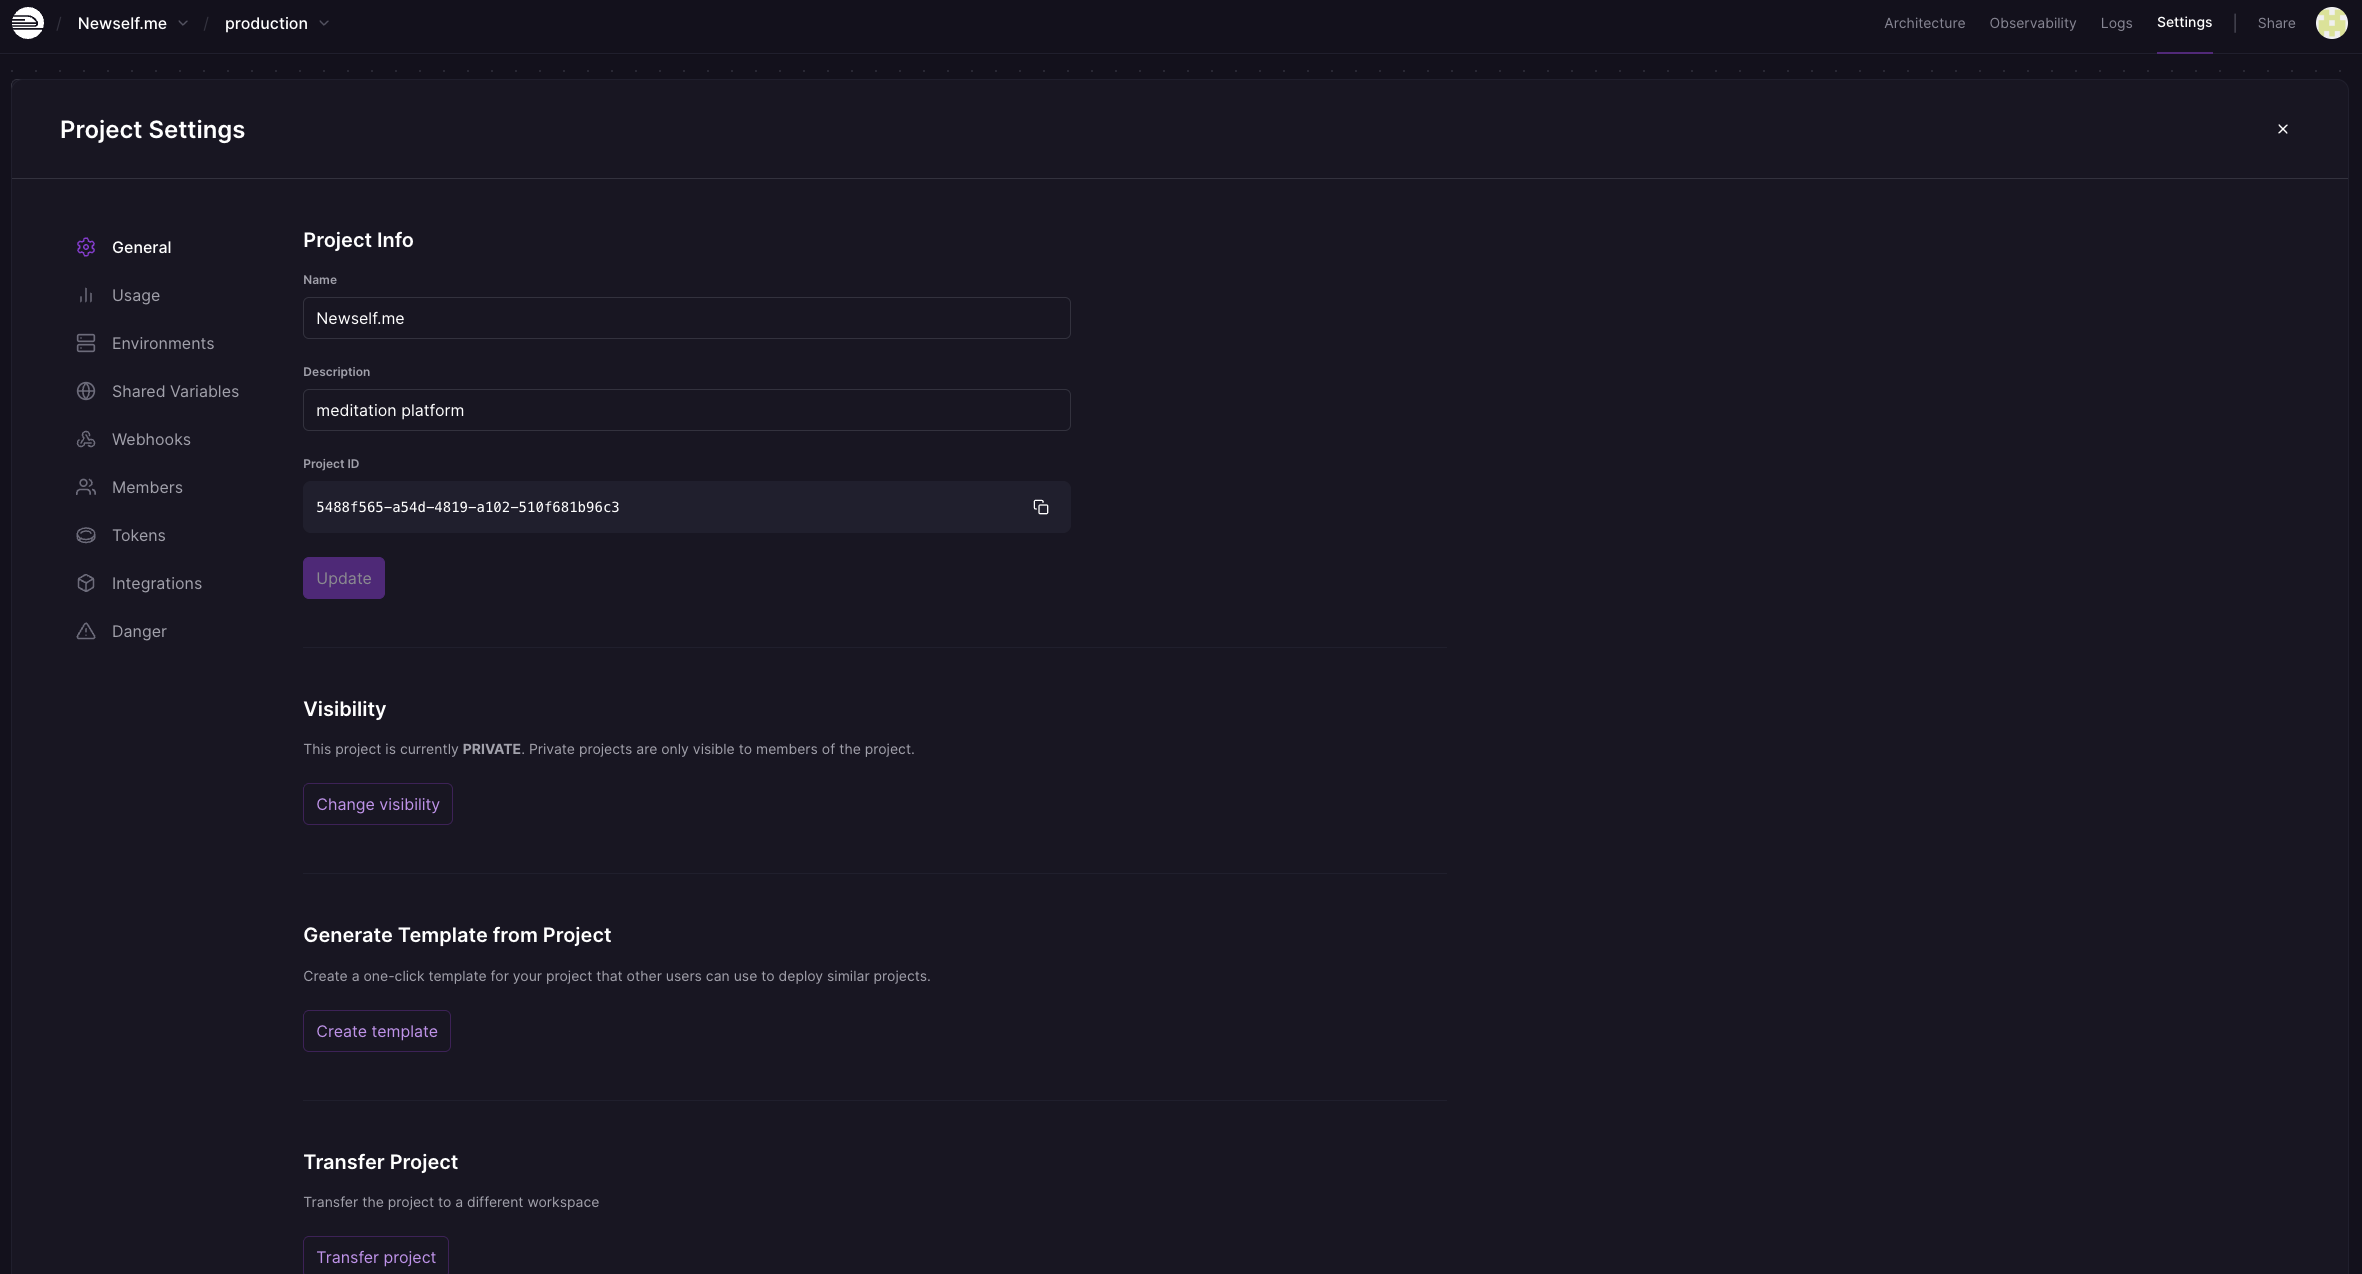 / Newself.me / production
Architecture Observability Logs Settings Share
Project Settings
General
Usage
Environments
Shared Variables
Webhooks
Members
Tokens
Integrations
Danger
Project Info
Name
Newself.me
Description
meditation platform
Project ID
5488f565-a54d-4819-a102-510f681b96c3
Update
Visibility
This project is currently PRIVATE. Private projects are only visible to members of the project.
Change visibility
Generate Template from Project
Create a one-click template for your project that other users can use to deploy similar projects.
Create template
Transfer Project
Transfer the project to a different workspace
Transfer project